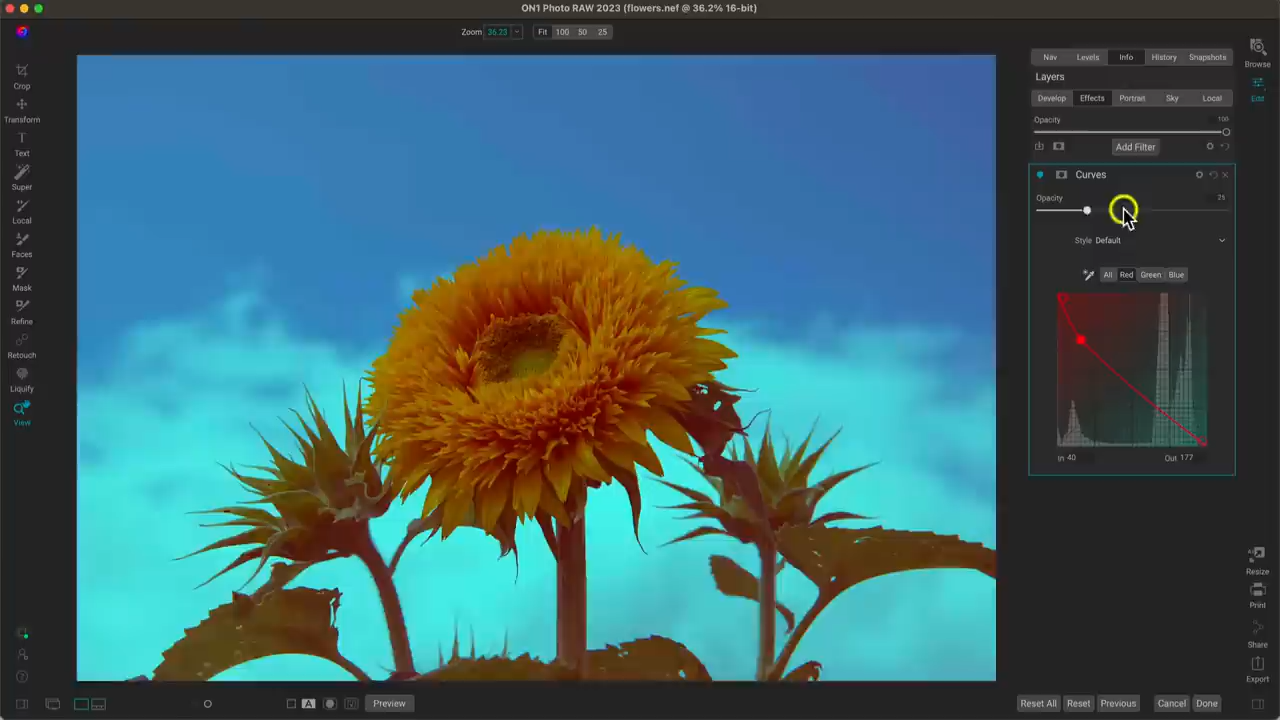 ON1 Photo RAW 2023 (flowers.nef @ 36.2% 16-bit)
Zoom 36.23 Fit 100 50 25
Nav Levels Info History Snapshots
Browse
Layers
Crop
Develop Effects Portrait Sky Local
Edit
Transform
Opacity 100
Text
Add Filter
Super
Curves
Opacity 25
Local
Style Default
Faces
All Red Green Blue
Mask
Refine
Retouch
Liquify
View
In 40 Out 177
Resize
Print
Share
Export
A
Preview
Reset All Reset Previous Cancel Done